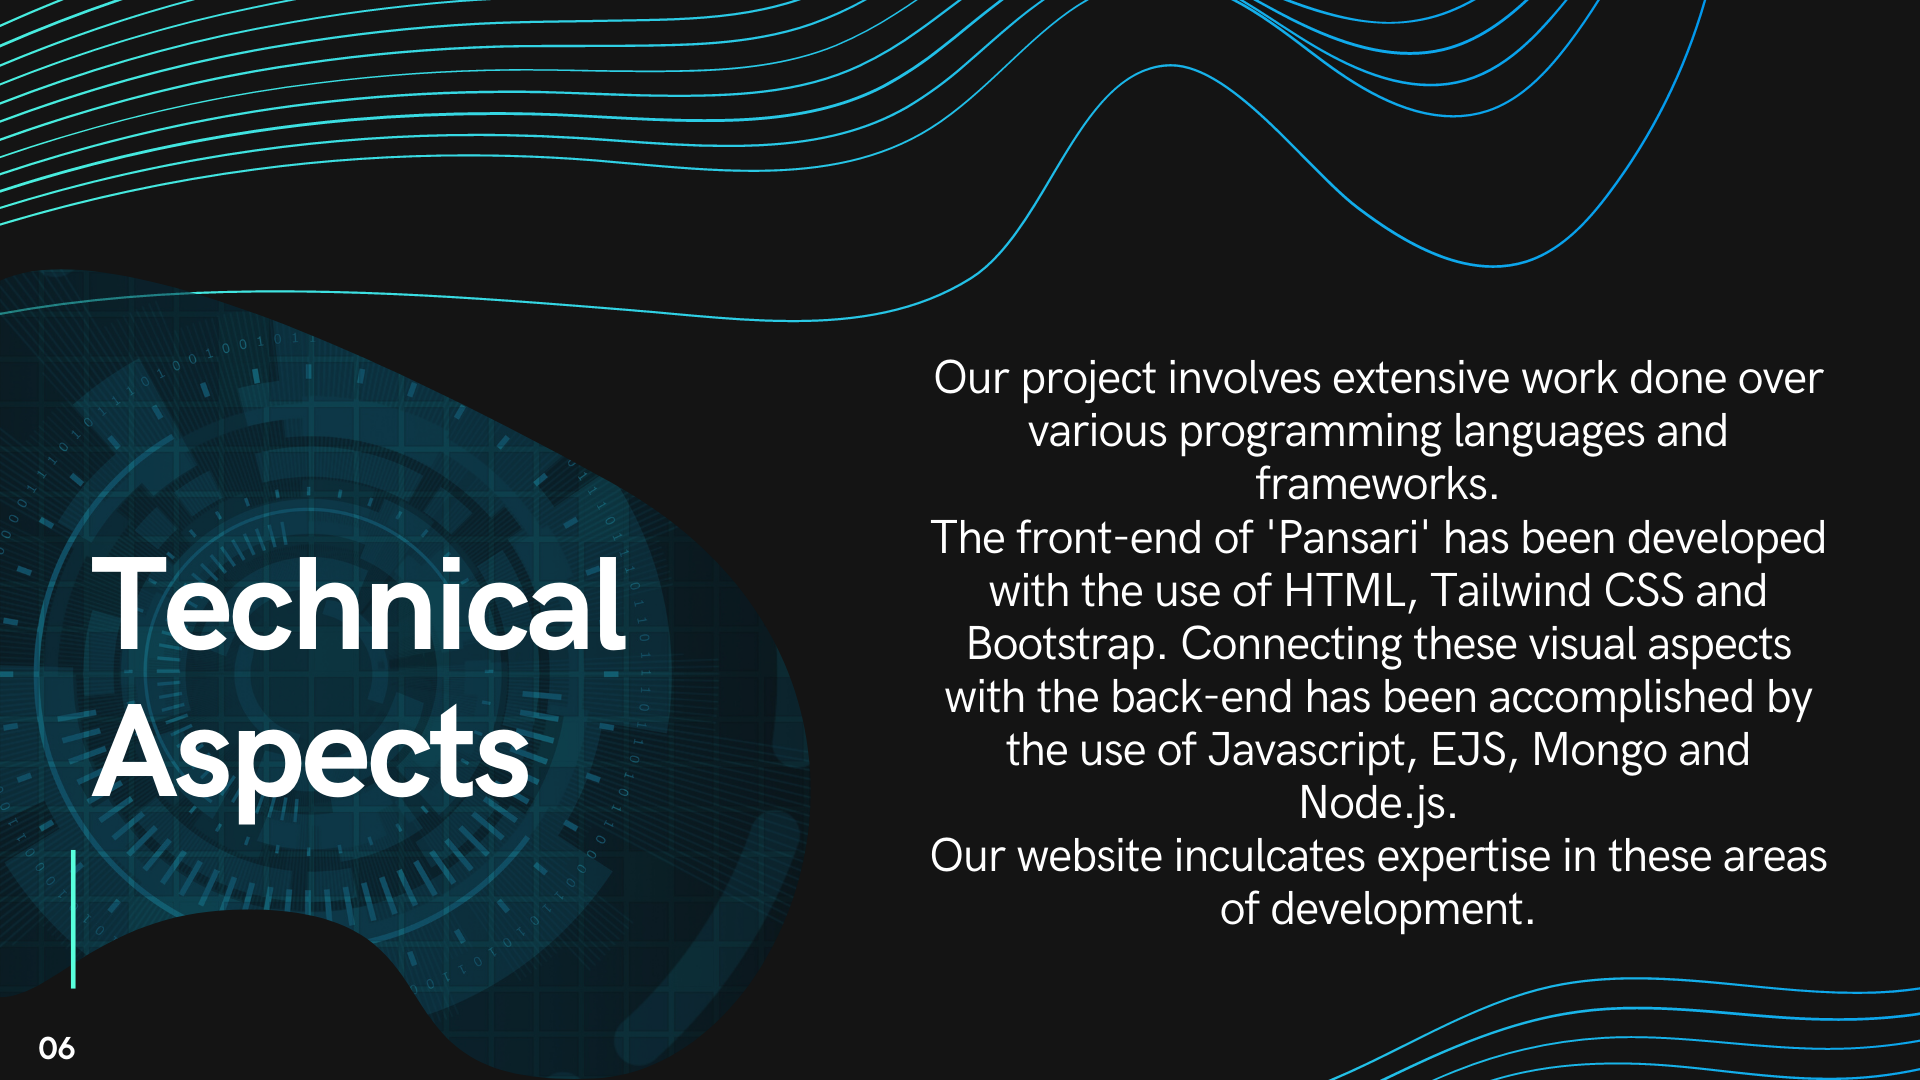 Technical
Aspects
Our project involves extensive work done over
various programming languages and
frameworks.
The front-end of 'Pansari' has been developed
with the use of HTML, Tailwind CSS and
Bootstrap. Connecting these visual aspects
with the back-end has been accomplished by
the use of Javascript, EJS, Mongo and
Node.js.
Our website inculcates expertise in these areas
of development.
06